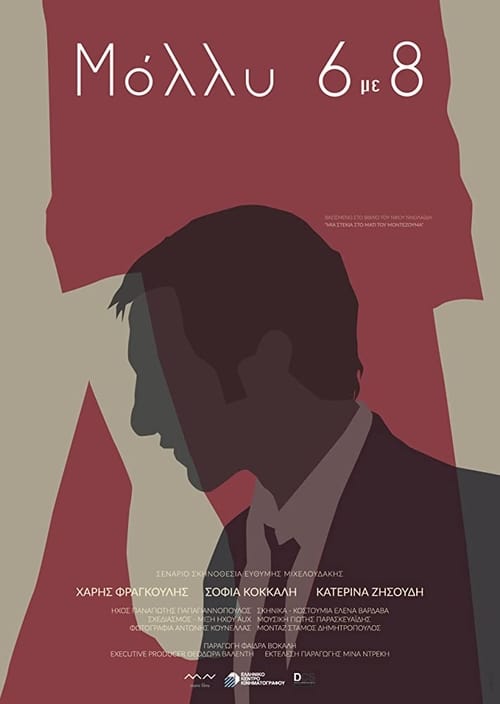 Μόλλυ 6 με 8
ΒΑΣΙΣΜΕΝΟ ΣΤΟ ΒΙΒΛΙΟ ΤΟΥ ΝΙΚΟΥ ΝΙΚΟΛΑΪΔΗ
"ΜΙΑ ΣΤΕΚΙΑ ΣΤΟ ΜΑΤΙ ΤΟΥ ΜΟΝΤΕΖΟΥΜΑ"
ΣΕΝΑΡΙΟ ΣΚΗΝΟΘΕΣΙΑ ΕΥΘΥΜΗΣ ΜΙΧΕΛΟΥΔΑΚΗΣ
ΧΑΡΗΣ ΦΡΑΓΚΟΥΛΗΣ ΣΟΦΙΑ ΚΟΚΚΑΛΗ ΚΑΤΕΡΙΝΑ ΖΗΣΟΥΔΗ
ΗΧΟΣ ΠΑΝΑΓΙΩΤΗΣ ΠΑΠΑΓΙΑΝΝΟΠΟΥΛΟΣ ΣΚΗΝΙΚΑ - ΚΟΣΤΟΥΜΙΑ ΕΛΕΝΑ ΒΑΡΔΑΒΑ
ΣΧΕΔΙΑΣΜΟΣ - ΜΙΞΗ ΗΧΟΥ AUX ΜΟΥΣΙΚΗ ΓΙΩΤΗΣ ΠΑΡΑΣΚΕΥΑΪΔΗΣ
ΦΩΤΟΓΡΑΦΙΑ ΑΝΤΩΝΗΣ ΚΟΥΝΕΛΛΑΣ ΜΟΝΤΑΖ ΣΤΑΜΟΣ ΔΗΜΗΤΡΟΠΟΥΛΟΣ
ΠΑΡΑΓΩΓΗ ΦΑΙΔΡΑ ΒΟΚΑΛΗ
EXECUTIVE PRODUCER ΘΕΟΔΩΡΑ ΒΑΛΕΝΤΗ ΕΚΤΕΛΕΣΗ ΠΑΡΑΓΩΓΗΣ ΜΙΝΑ ΝΤΡΕΚΗ
ΕΛΛΗΝΙΚΟ
ΚΕΝΤΡΟ
ΚΙΝΗΜΑΤΟΓΡΑΦΟΥ